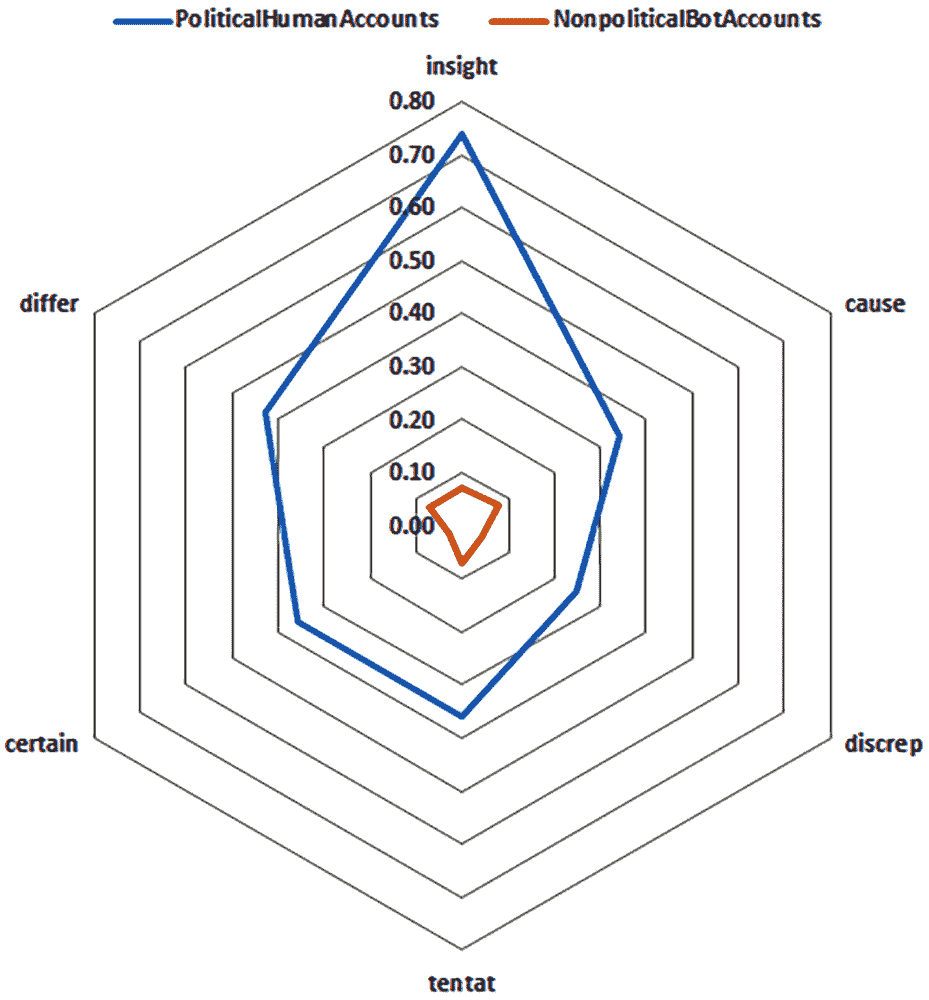 PoliticalHumanAccounts NonpoliticalBotAccounts
insight
0.80
0.70
0.60
0.50
0.40
0.30
0.20
0.10
0.00
differ
cause
certain
discrep
tentat